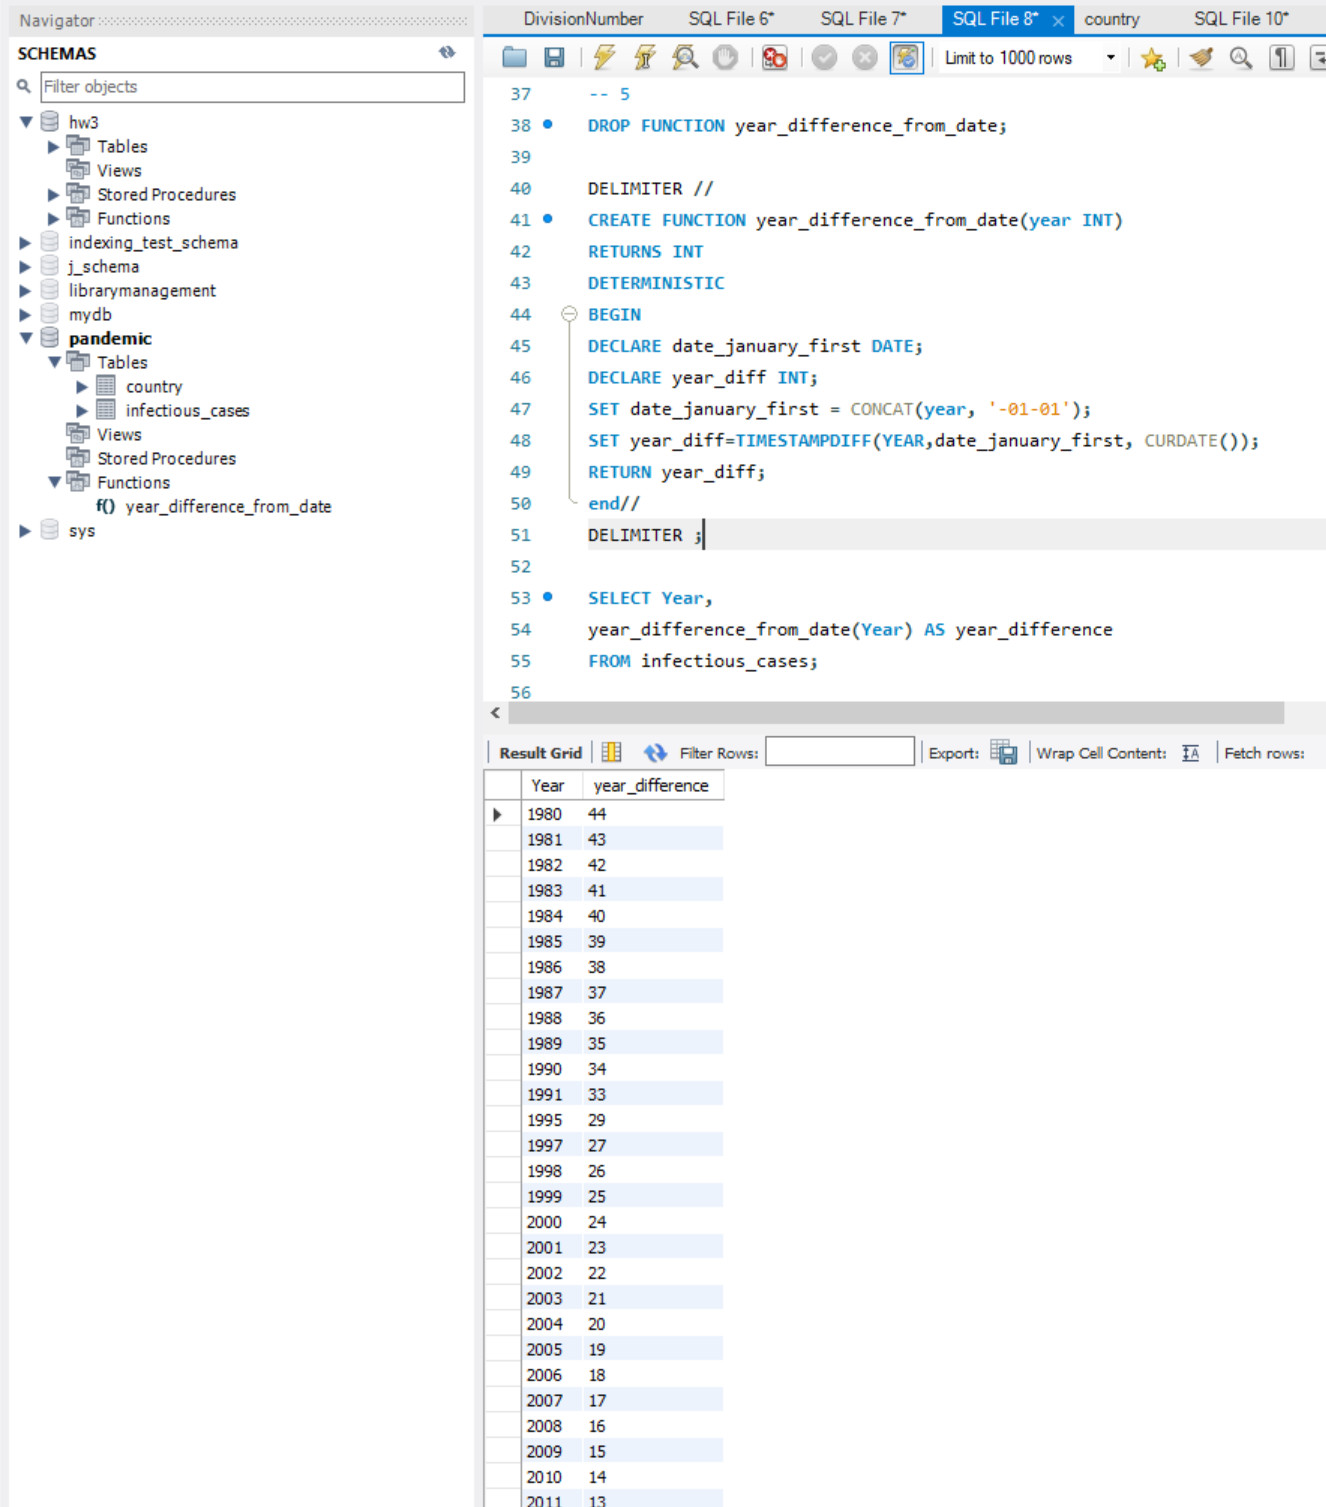 Navigator
SCHEMAS
Filter objects
hw3
Tables
Views
Stored Procedures
Functions
indexing_test_schema
j_schema
librarymanagement
mydb
pandemic
Tables
country
infectious_cases
Views
Stored Procedures
Functions
f() year_difference_from_date
sys
DivisionNumber SQL File 6* SQL File 7* SQL File 8* × country SQL File 10*
Limit to 1000 rows
37 -- 5
38 DROP FUNCTION year_difference_from_date;
39
40 DELIMITER //
41 CREATE FUNCTION year_difference_from_date(year INT)
42 RETURNS INT
43 DETERMINISTIC
44 BEGIN
45 DECLARE date_january_first DATE;
46 DECLARE year_diff INT;
47 SET date_january_first = CONCAT(year, '-01-01');
48 SET year_diff=TIMESTAMPDIFF(YEAR,date_january_first, CURDATE());
49 RETURN year_diff;
50 end//
51 DELIMITER ;
52
53 SELECT Year,
54 year_difference_from_date(Year) AS year_difference
55 FROM infectious_cases;
56
Result Grid Filter Rows: Export: Wrap Cell Content: Fetch rows:
Year year_difference
1980 44
1981 43
1982 42
1983 41
1984 40
1985 39
1986 38
1987 37
1988 36
1989 35
1990 34
1991 33
1995 29
1997 27
1998 26
1999 25
2000 24
2001 23
2002 22
2003 21
2004 20
2005 19
2006 18
2007 17
2008 16
2009 15
2010 14
2011 13